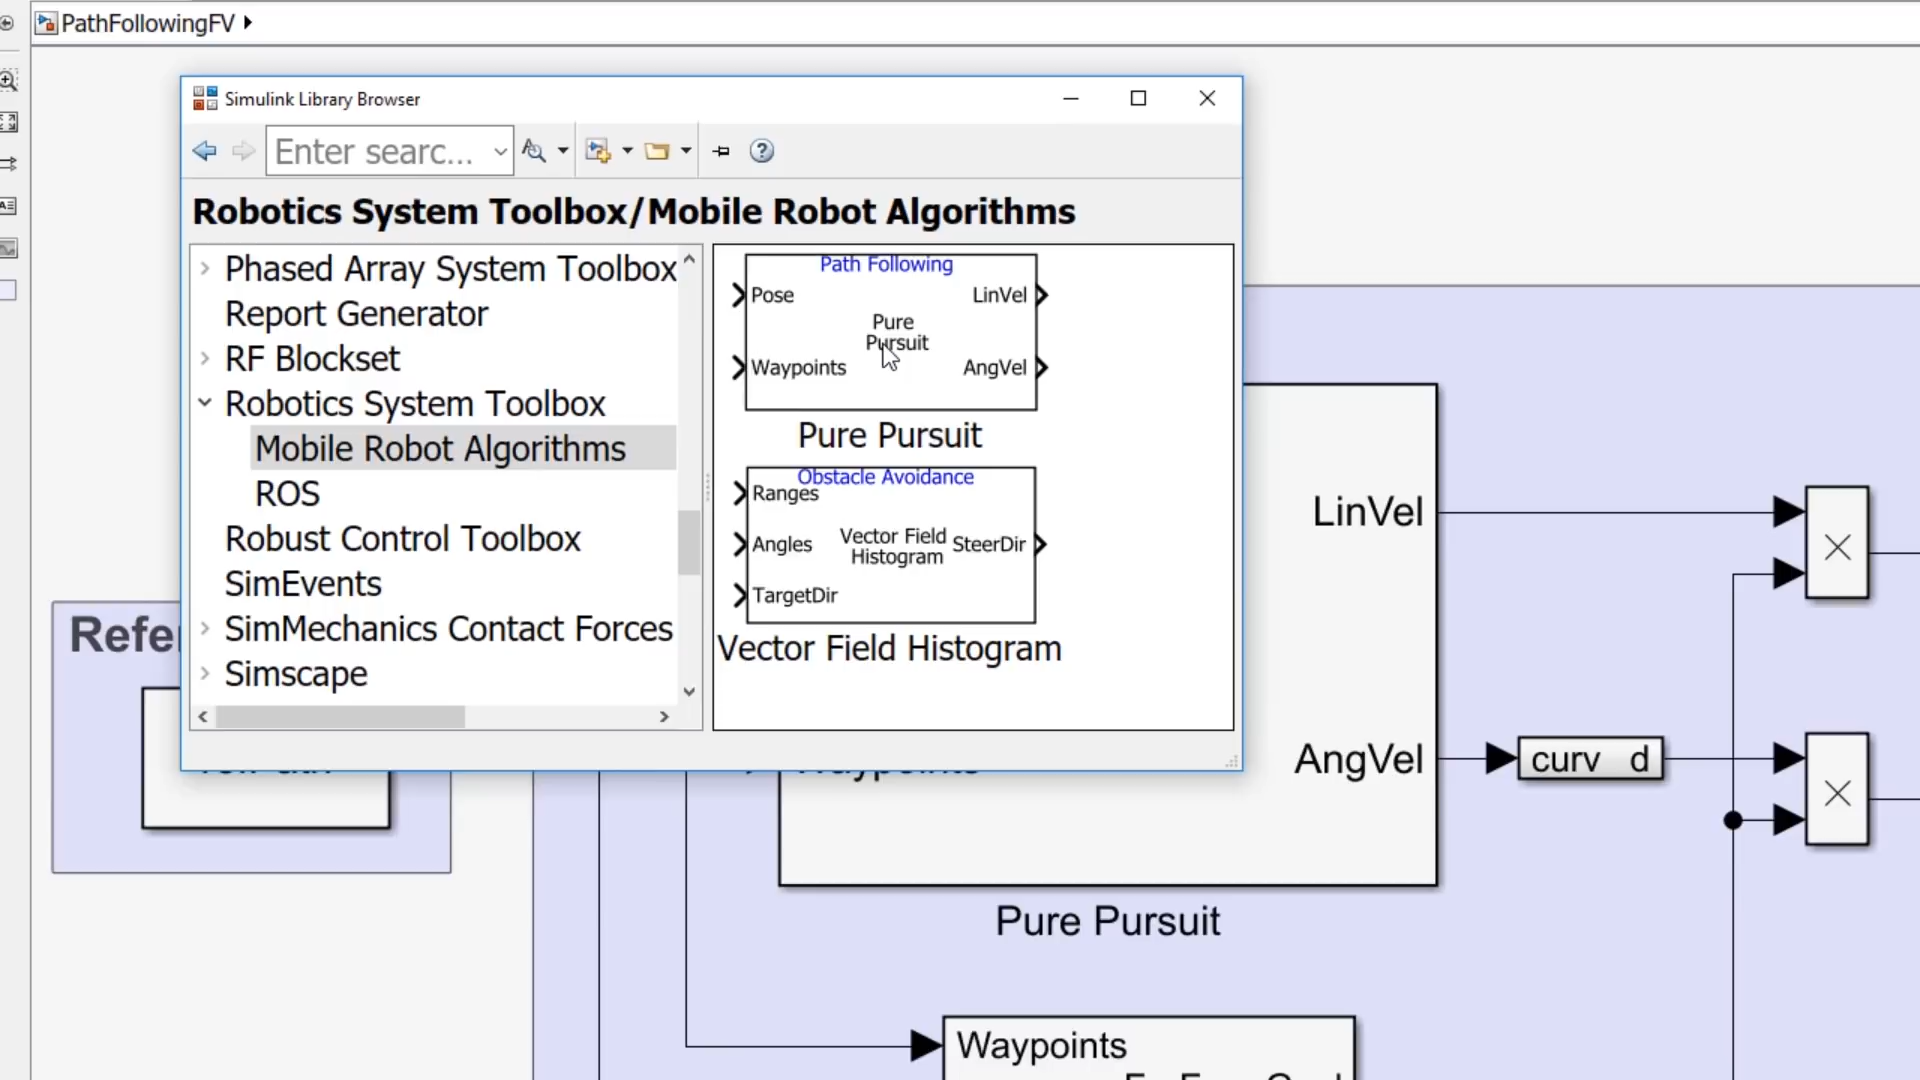 PathFollowingFV
Simulink Library Browser
Enter searc...
Robotics System Toolbox/Mobile Robot Algorithms
Phased Array System Toolbox
Report Generator
RF Blockset
Robotics System Toolbox
Mobile Robot Algorithms
ROS
Robust Control Toolbox
SimEvents
SimMechanics Contact Forces
Simscape
Path Following
Pose
LinVel
Pure
Pursuit
Waypoints
AngVel
Pure Pursuit
Obstacle Avoidance
Ranges
Angles
Vector Field
Histogram
SteerDir
TargetDir
Vector Field Histogram
Refe
LinVel
Waypoints
AngVel
curv d
Pure Pursuit
Waypoints